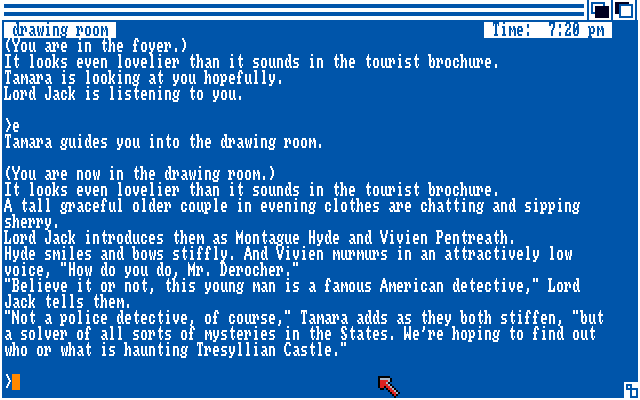 drawing room Time: 7:20 pm
(You are in the foyer.)
It looks even lovelier than it sounds in the tourist brochure.
Tamara is looking at you hopefully.
Lord Jack is listening to you.
>e
Tamara guides you into the drawing room.
(You are now in the drawing room.)
It looks even lovelier than it sounds in the tourist brochure.
A tall graceful older couple in evening clothes are chatting and sipping
sherry.
Lord Jack introduces them as Montague Hyde and Vivien Pentreath.
Hyde smiles and bows stiffly. And Vivien murmurs in an attractively low
voice, "How do you do, Mr. Derocher."
"Believe it or not, this young man is a famous American detective," Lord
Jack tells them.
"Not a police detective, of course," Tamara adds as they both stiffen, "but
a solver of all sorts of mysteries in the States. We're hoping to find out
who or what is haunting Tresyllian Castle."
>